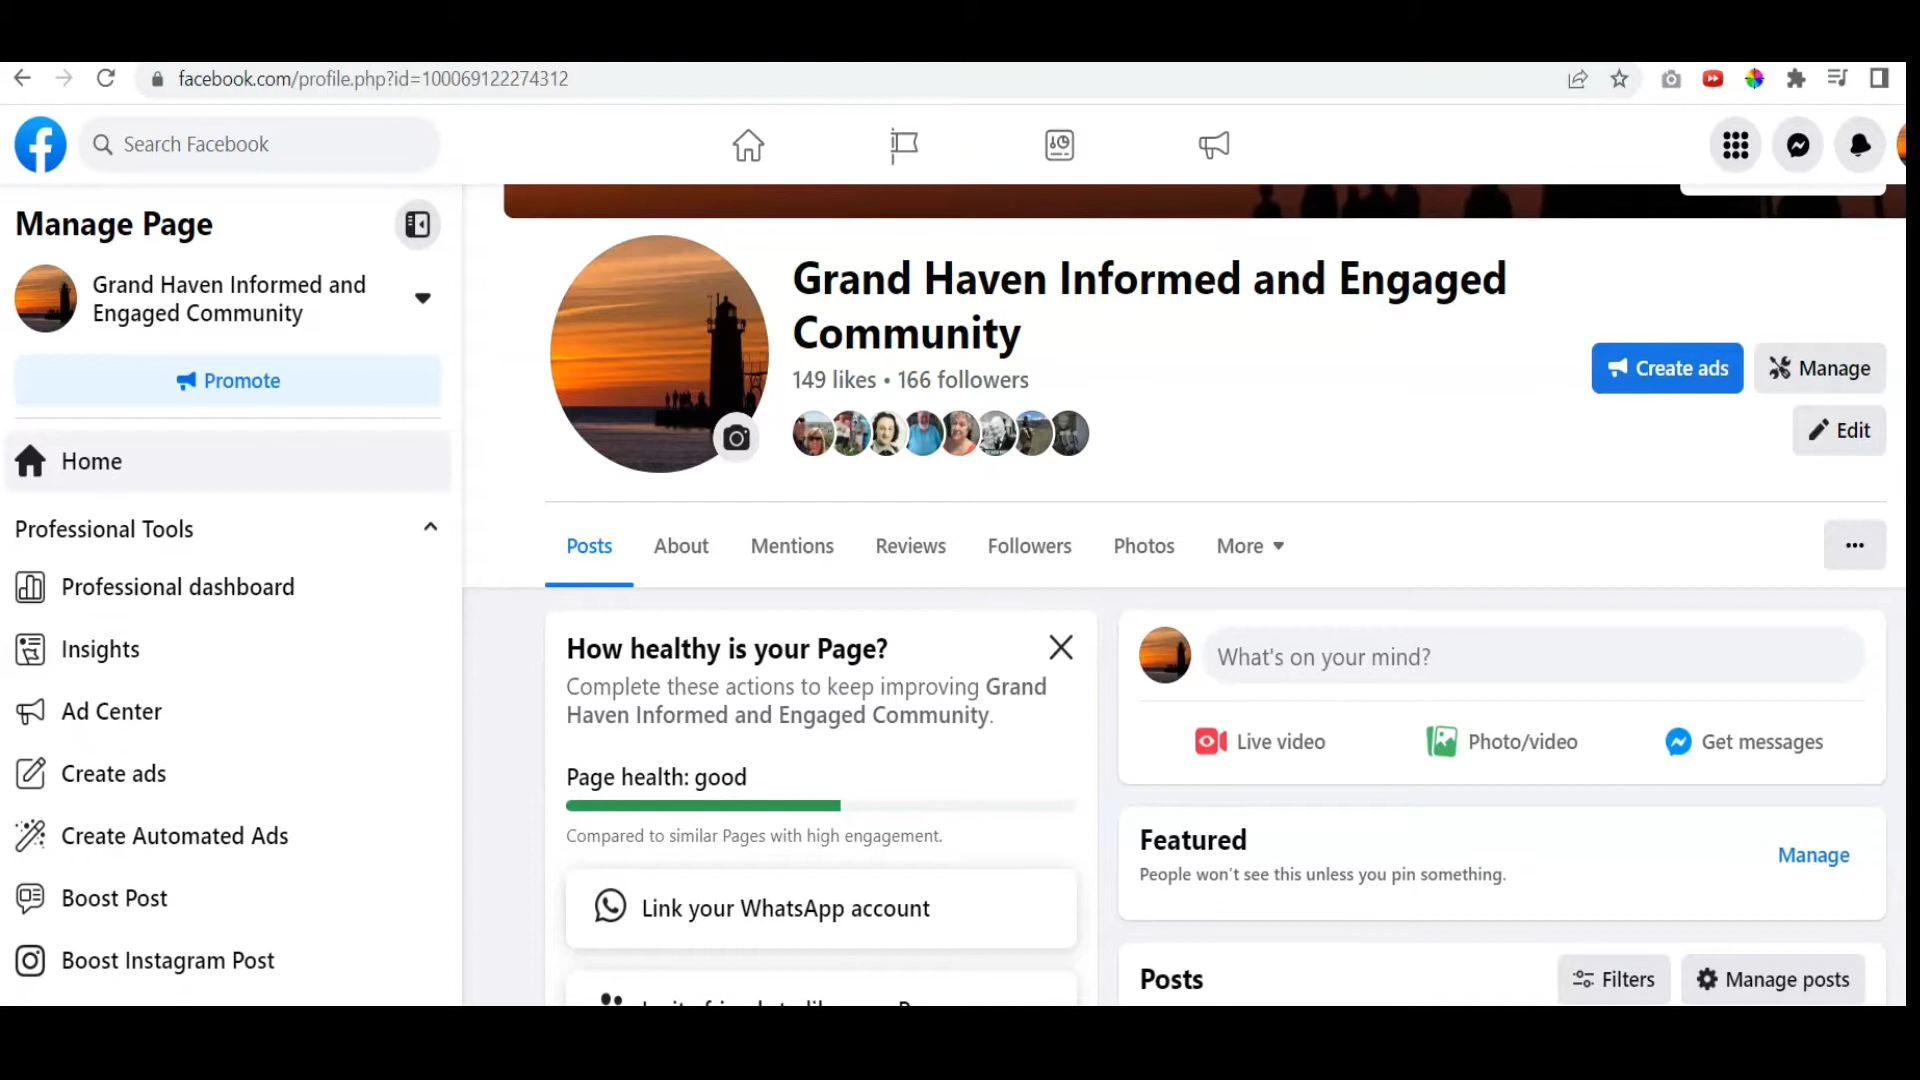 facebook.com/profile.php?id=100069122274312
Search Facebook
Manage Page
Grand Haven Informed and
Engaged Community
Promote
Home
Professional Tools
Professional dashboard
Insights
Ad Center
Create ads
Create Automated Ads
Boost Post
Boost Instagram Post
Grand Haven Informed and Engaged
Community
149 likes • 166 followers
Create ads
Manage
Edit
Posts
About
Mentions
Reviews
Followers
Photos
More
How healthy is your Page?
Complete these actions to keep improving Grand
Haven Informed and Engaged Community.
Page health: good
Compared to similar Pages with high engagement.
Link your WhatsApp account
What's on your mind?
Live video
Photo/video
Get messages
Featured
Manage
People won't see this unless you pin something.
Posts
Filters
Manage posts